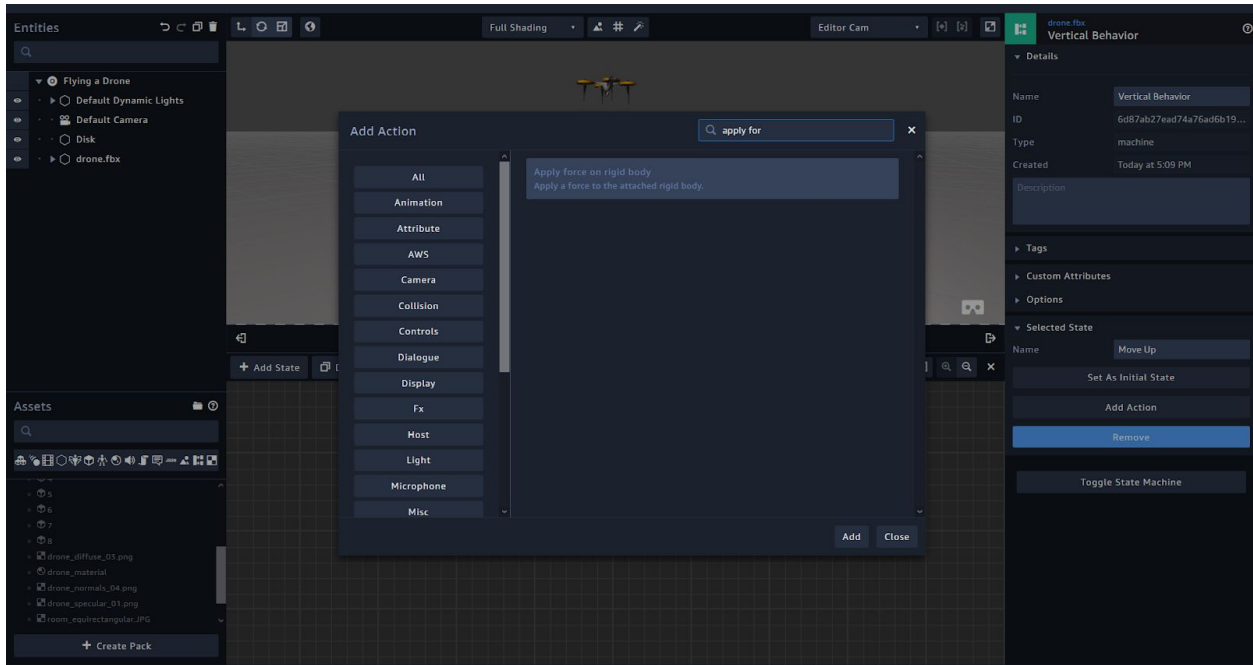 Entities
Full Shading
Editor Cam
drone.fbx
Vertical Behavior
Flying a Drone
Default Dynamic Lights
Default Camera
Disk
drone.fbx
Add Action
apply for
All
Animation
Attribute
AWS
Camera
Collision
Controls
Dialogue
Display
Fx
Host
Light
Microphone
Misc
Apply force on rigid body
Apply a force to the attached rigid body.
Add
Close
+ Add State
Assets
5
6
7
8
drone_diffuse_03.png
drone_material
drone_normals_04.png
drone_specular_01.png
room_equirectangular.JPG
+ Create Pack
Details
Name Vertical Behavior
ID 6d87ab27ead74a76ad6b19...
Type machine
Created Today at 5:09 PM
Description
Tags
Custom Attributes
Options
Selected State
Name Move Up
Set As Initial State
Add Action
Remove
Toggle State Machine